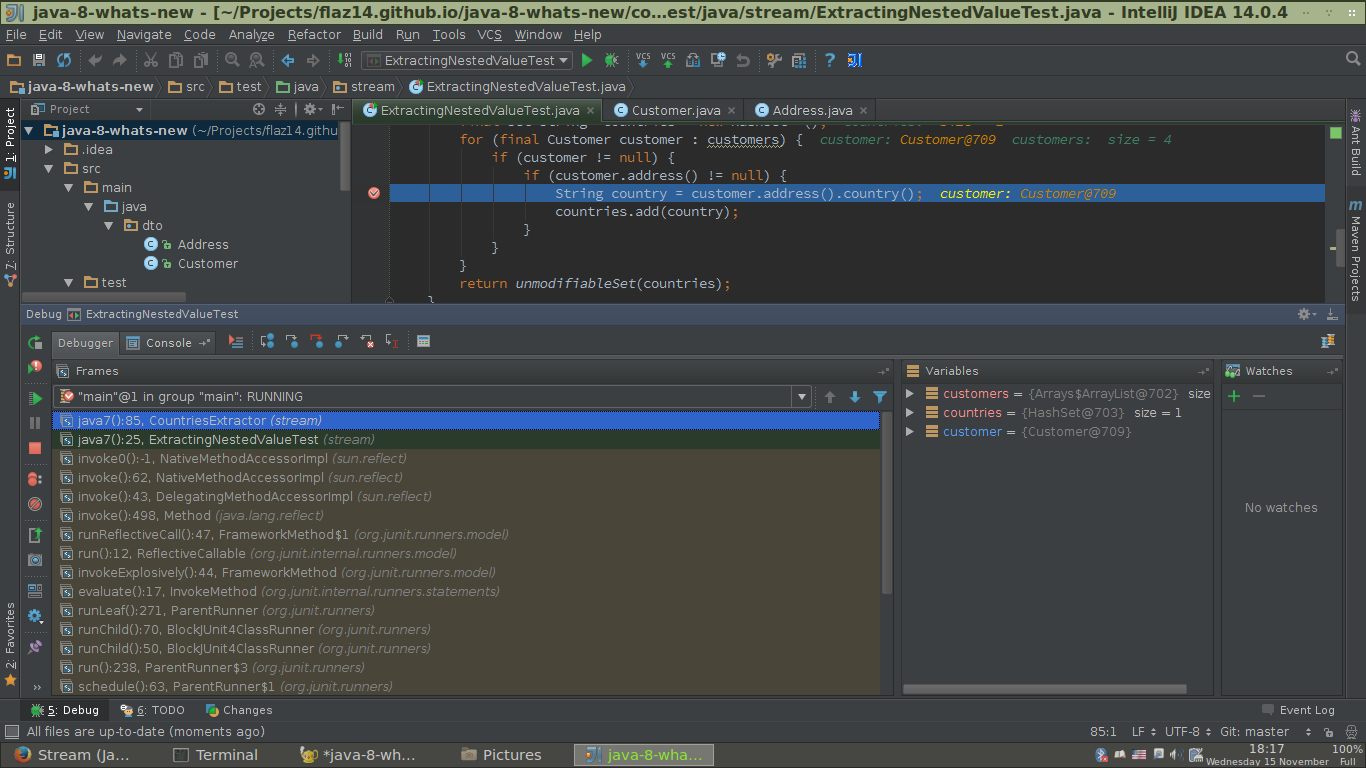 java-8-whats-new - [~/Projects/flaz14.github.io/java-8-whats-new/co...est/java/stream/ExtractingNestedValueTest.java - IntelliJ IDEA 14.0.4
File Edit View Navigate Code Analyze Refactor Build Run Tools VCS Window Help
ExtractingNestedValueTest
java-8-whats-new src test java stream ExtractingNestedValueTest.java
1: Project
7: Structure
2: Favorites
Project
java-8-whats-new (~/Projects/flaz14.githu
.idea
src
main
java
dto
Address
Customer
test
ExtractingNestedValueTest.java Customer.java Address.java
for (final Customer customer : customers) { customer: Customer@709 customers: size = 4
if (customer != null) {
if (customer.address() != null) {
String country = customer.address().country(); customer: Customer@709
countries.add(country);
}
}
}
return unmodifiableSet(countries);
}
Ant Build
Maven Projects
Debug ExtractingNestedValueTest
Debugger Console
Frames
"main"@1 in group "main": RUNNING
java7():85, CountriesExtractor (stream)
java7():25, ExtractingNestedValueTest (stream)
invoke0():-1, NativeMethodAccessorImpl (sun.reflect)
invoke():62, NativeMethodAccessorImpl (sun.reflect)
invoke():43, DelegatingMethodAccessorImpl (sun.reflect)
invoke():498, Method (java.lang.reflect)
runReflectiveCall():47, FrameworkMethod$1 (org.junit.runners.model)
run():12, ReflectiveCallable (org.junit.internal.runners.model)
invokeExplosively():44, FrameworkMethod (org.junit.runners.model)
evaluate():17, InvokeMethod (org.junit.internal.runners.statements)
runLeaf():271, ParentRunner (org.junit.runners)
runChild():70, BlockJUnit4ClassRunner (org.junit.runners)
runChild():50, BlockJUnit4ClassRunner (org.junit.runners)
run():238, ParentRunner$3 (org.junit.runners)
schedule():63, ParentRunner$1 (org.junit.runners)
Variables
customers = {Arrays$ArrayList@702} size
countries = {HashSet@703} size = 1
customer = {Customer@709}
Watches
No watches
5: Debug 6: TODO Changes Event Log
All files are up-to-date (moments ago) 85:1 LF UTF-8 Git: master
Stream (Ja... Terminal *java-8-wh... Pictures java-8-wha...
18:17
Wednesday 15 November
100%
Full